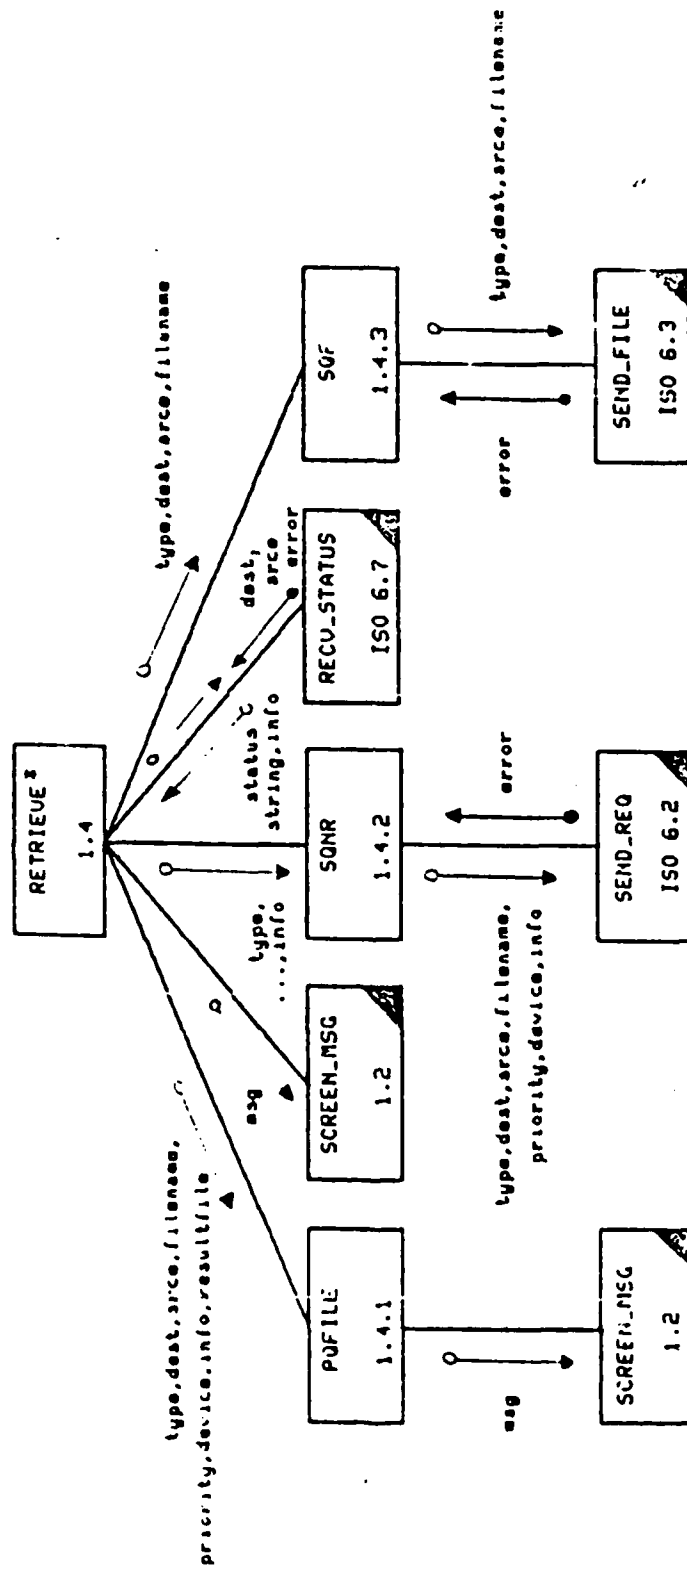 RETRIEVE*
1.4
type,dest,srce,filename,
priority,device,info,resultfile
msg
type,
...,info
status
string,info
dest,
srce
error
type,dest,srce,filename
PQFILE
1.4.1
SCREEN_MSG
1.2
SQNR
1.4.2
RECV_STATUS
ISO 6.7
SQF
1.4.3
msg
type,dest,srce,filename,
priority,device,info
error
error
type,dest,srce,filename
SCREEN_MSG
1.2
SEND_REQ
ISO 6.2
SEND_FILE
ISO 6.3